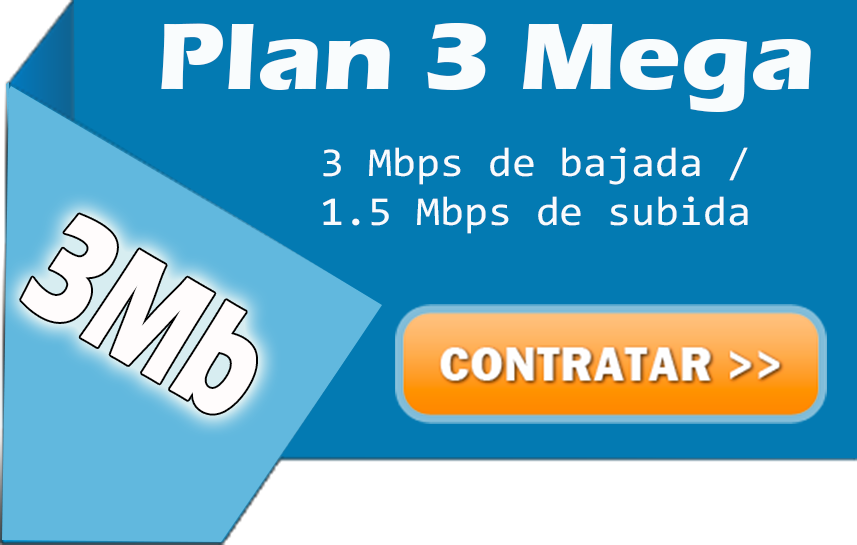 Plan 3 Mega
3 Mbps de bajada /
1.5 Mbps de subida
3Mb
CONTRATAR >>